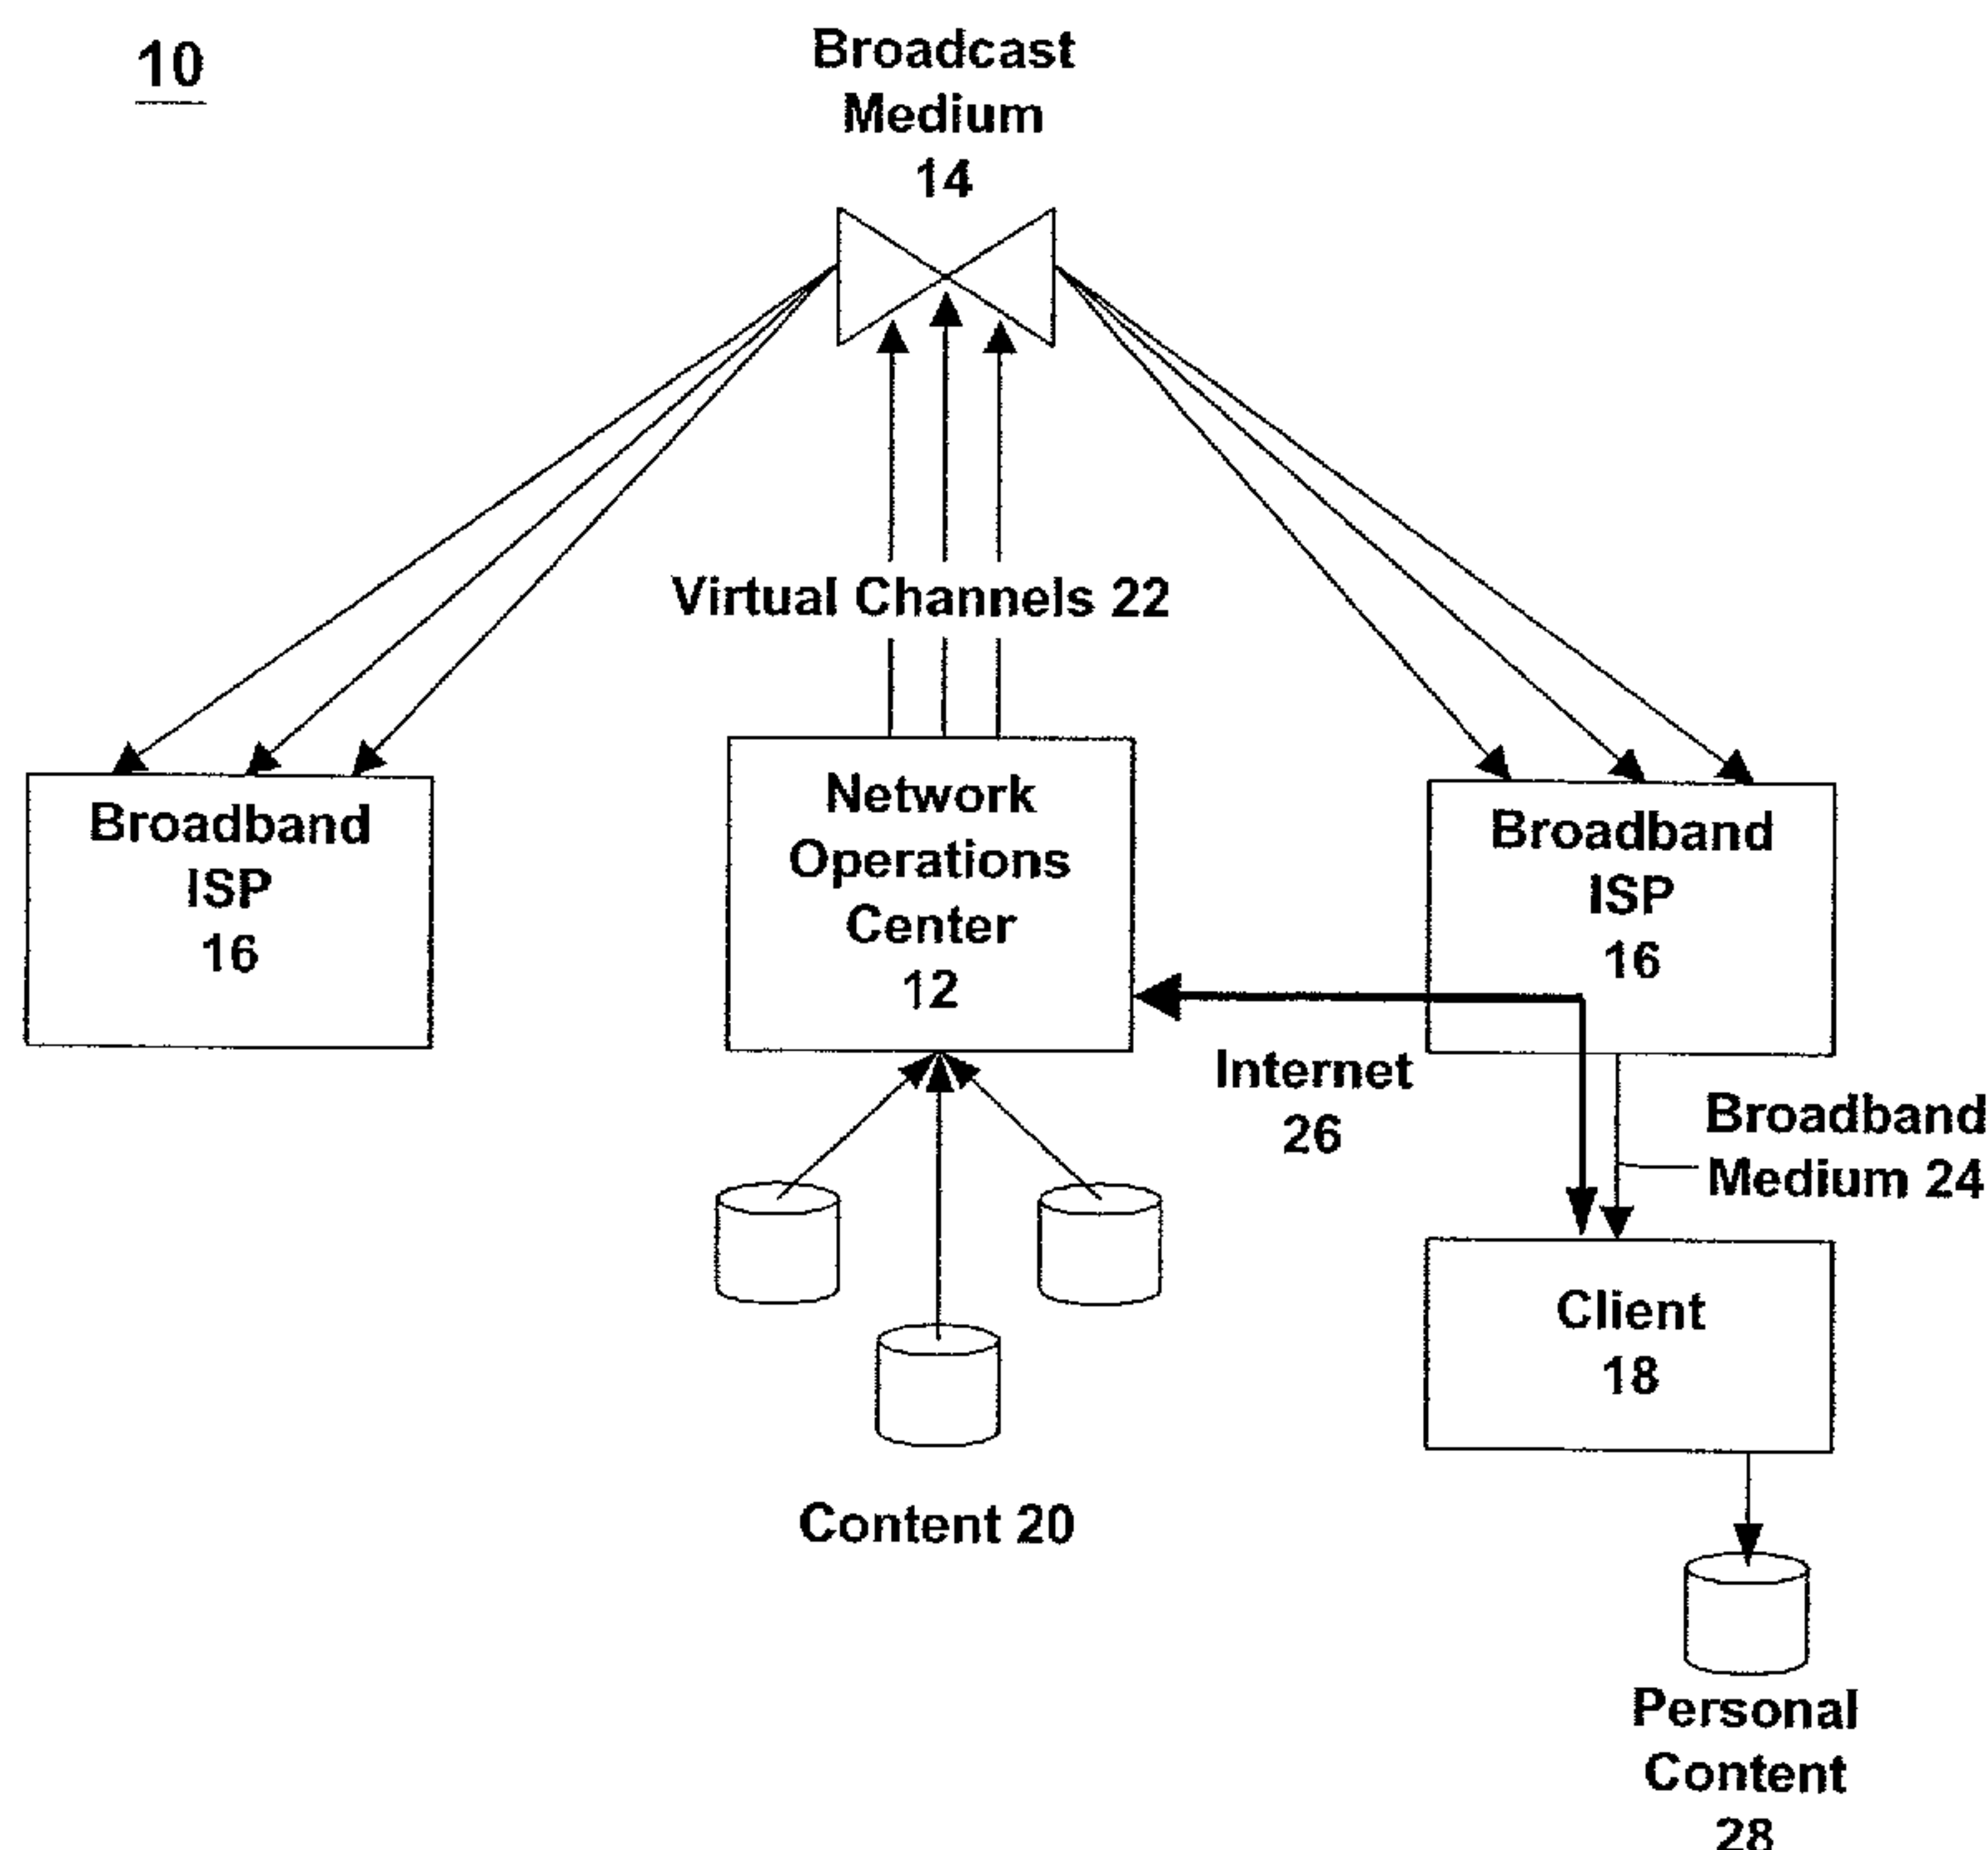 10
Broadcast
Medium
14
Virtual Channels 22
Broadband
ISP
16
Network
Operations
Center
12
Broadband
ISP
16
Internet
26
Broadband
Medium 24
Client
18
Content 20
Personal
Content
28